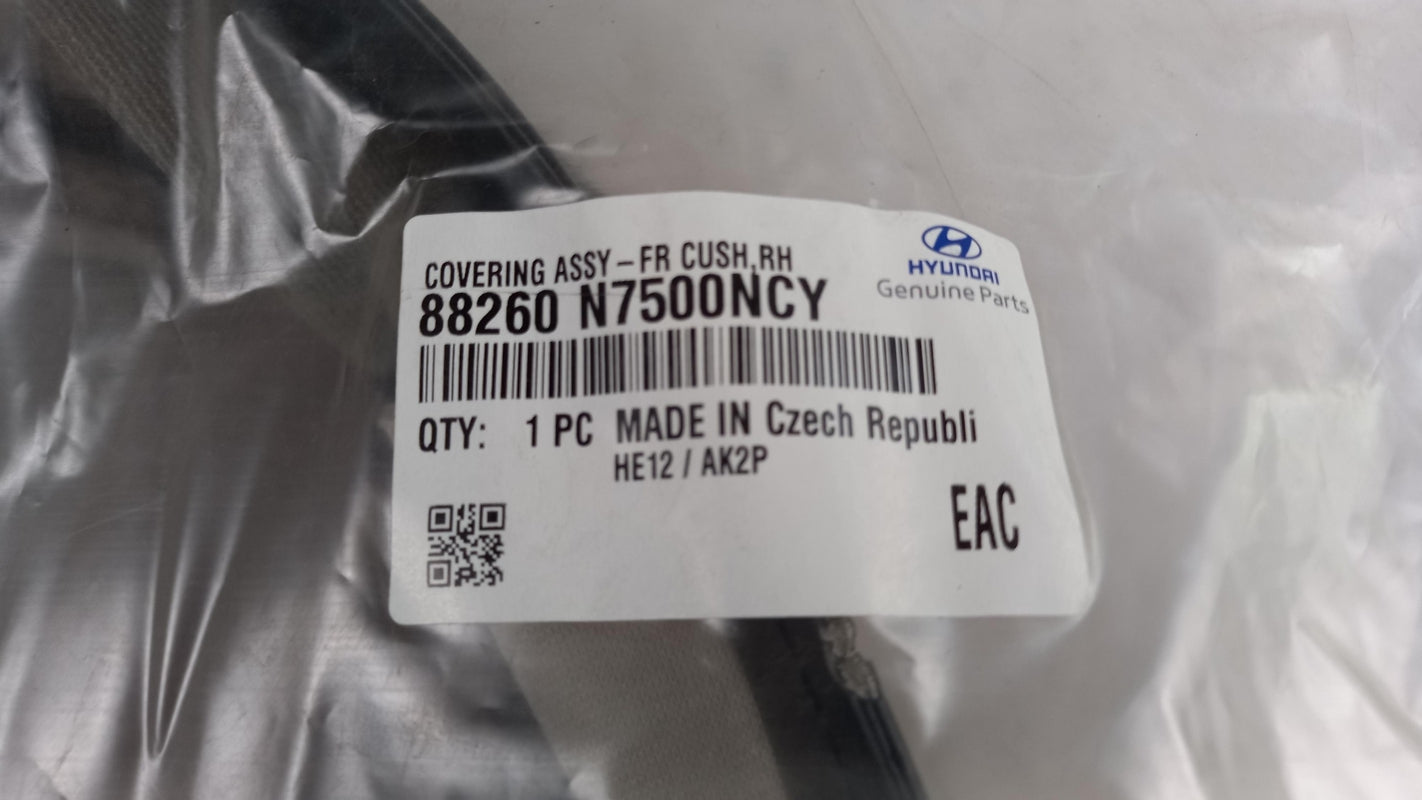 COVERING ASSY-FR CUSH,RH
88260 N7500NCY
HYUNDAI
Genuine Parts
QTY: 1 PC MADE IN Czech Republi
HE12 / AK2P
EAC